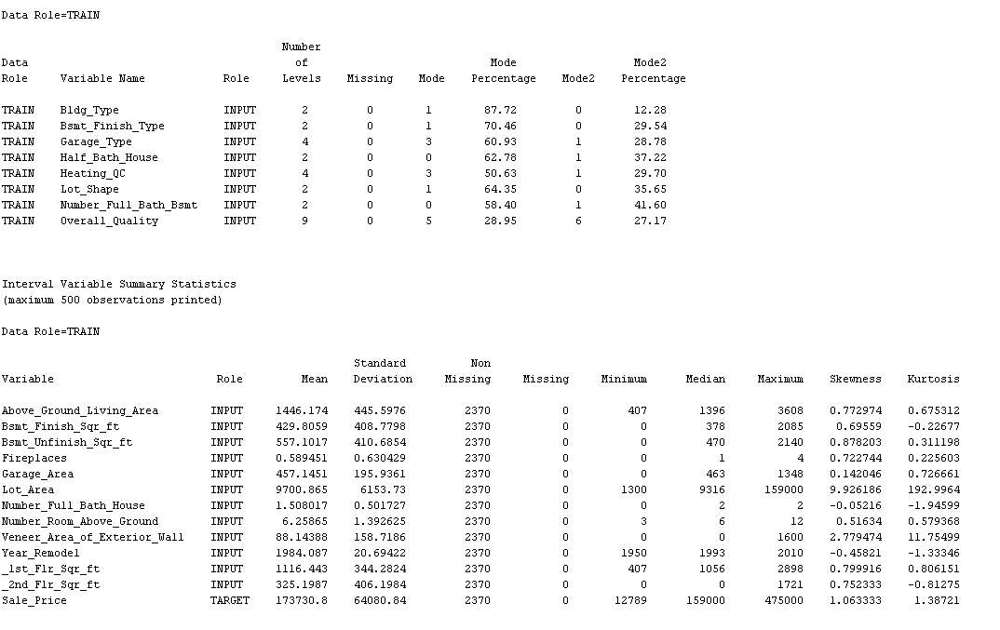 Data Role=TRAIN
Number
Data of Mode Mode2
Role Variable Name Role Levels Missing Mode Percentage Mode2 Percentage
TRAIN Bldg_Type INPUT 2 0 1 87.72 0 12.28
TRAIN Bsmt_Finish_Type INPUT 2 0 1 70.46 0 29.54
TRAIN Garage_Type INPUT 4 0 3 60.93 1 28.78
TRAIN Half_Bath_House INPUT 2 0 0 62.78 1 37.22
TRAIN Heating_QC INPUT 4 0 3 50.63 1 29.70
TRAIN Lot_Shape INPUT 2 0 1 64.35 0 35.65
TRAIN Number_Full_Bath_Bsmt INPUT 2 0 0 58.40 1 41.60
TRAIN Overall_Quality INPUT 9 0 5 28.95 6 27.17
Interval Variable Summary Statistics
(maximum 500 observations printed)
Data Role=TRAIN
Standard Non
Variable Role Mean Deviation Missing Missing Minimum Median Maximum Skewness Kurtosis
Above_Ground_Living_Area INPUT 1446.174 445.5976 2370 0 407 1396 3608 0.772974 0.675312
Bsmt_Finish_Sqr_ft INPUT 429.8059 408.7798 2370 0 0 378 2085 0.69559 -0.22677
Bsmt_Unfinish_Sqr_ft INPUT 557.1017 410.6854 2370 0 0 470 2140 0.878203 0.311198
Fireplaces INPUT 0.589451 0.630429 2370 0 0 1 4 0.722744 0.225603
Garage_Area INPUT 457.1451 195.9361 2370 0 0 463 1348 0.142046 0.726661
Lot_Area INPUT 9700.865 6153.73 2370 0 1300 9316 159000 9.926186 192.9964
Number_Full_Bath_House INPUT 1.508017 0.501727 2370 0 0 2 2 -0.05216 -1.94599
Number_Room_Above_Ground INPUT 6.25865 1.392625 2370 0 3 6 12 0.51634 0.579368
Veneer_Area_of_Exterior_Wall INPUT 88.14388 158.7186 2370 0 0 0 1600 2.779474 11.75499
Year_Remodel INPUT 1984.087 20.69422 2370 0 1950 1993 2010 -0.45821 -1.33346
_1st_Flr_Sqr_ft INPUT 1116.443 344.2824 2370 0 407 1056 2898 0.799916 0.806151
_2nd_Flr_Sqr_ft INPUT 325.1987 406.1984 2370 0 0 0 1721 0.752333 -0.81275
Sale_Price TARGET 173730.8 64080.84 2370 0 12789 159000 475000 1.063333 1.38721